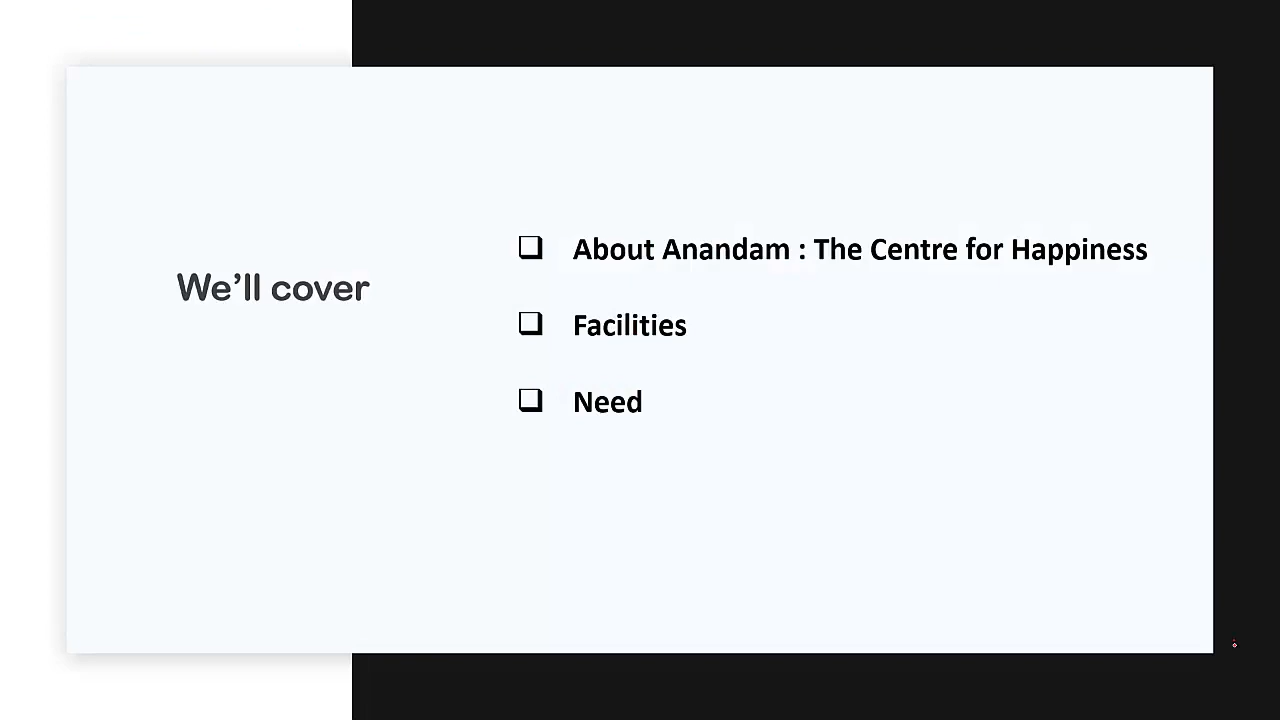 We’ll cover
❑ About Anandam : The Centre for Happiness
❑ Facilities
❑ Need